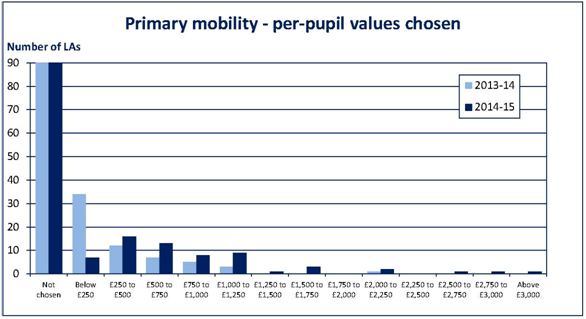 Primary mobility - per-pupil values chosen
Number of LAs
90
80
70
60
50
40
30
20
10
0
2013-14
2014-15
Not chosen
Below £250
£250 to £500
£500 to £750
£750 to £1,000
£1,000 to £1,250
£1,250 to £1,500
£1,500 to £1,750
£1,750 to £2,000
£2,000 to £2,250
£2,250 to £2,500
£2,500 to £2,750
£2,750 to £3,000
Above £3,000